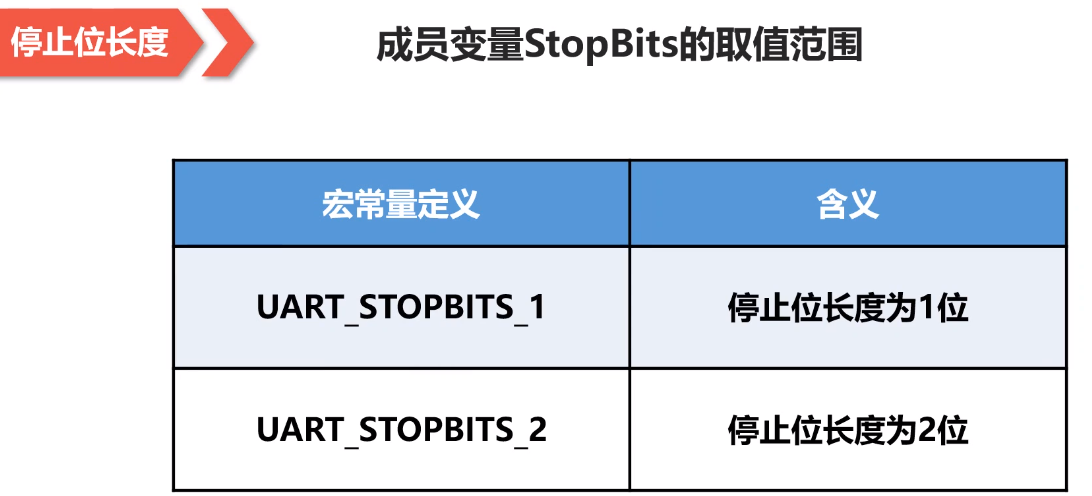 停止位长度
成员变量StopBits的取值范围
宏常量定义 含义
UART_STOPBITS_1 停止位长度为1位
UART_STOPBITS_2 停止位长度为2位